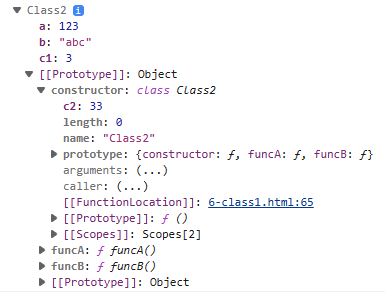 Class2 i
a: 123
b: "abc"
c1: 3
[[Prototype]]: Object
constructor: class Class2
c2: 33
length: 0
name: "Class2"
prototype: {constructor: ƒ, funcA: ƒ, funcB: ƒ}
arguments: (...)
caller: (...)
[[FunctionLocation]]: 6-class1.html:65
[[Prototype]]: ƒ ()
[[Scopes]]: Scopes[2]
funcA: ƒ funcA()
funcB: ƒ funcB()
[[Prototype]]: Object